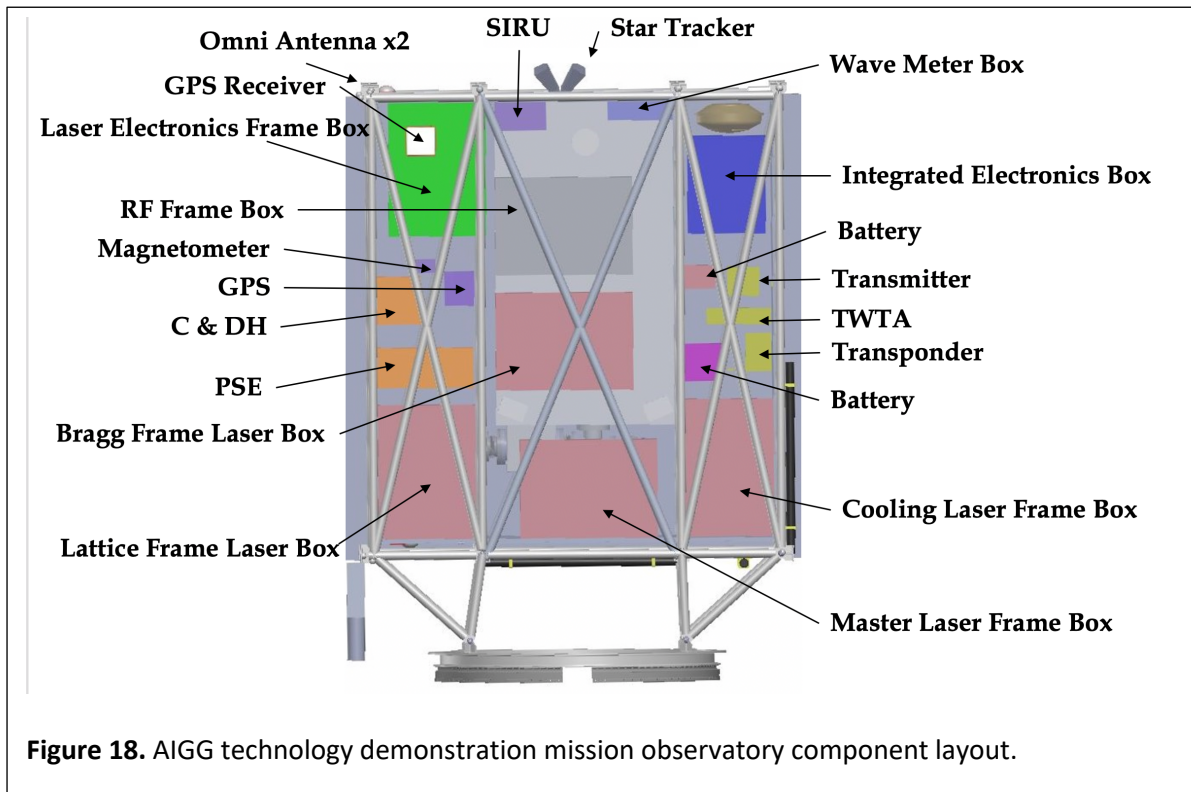 Omni Antenna x2
GPS Receiver
Laser Electronics Frame Box
RF Frame Box
Magnetometer
GPS
C & DH
PSE
Bragg Frame Laser Box
Lattice Frame Laser Box
SIRU
Star Tracker
Wave Meter Box
Integrated Electronics Box
Battery
Transmitter
TWTA
Transponder
Battery
Cooling Laser Frame Box
Master Laser Frame Box
Figure 18. AIGG technology demonstration mission observatory component layout.